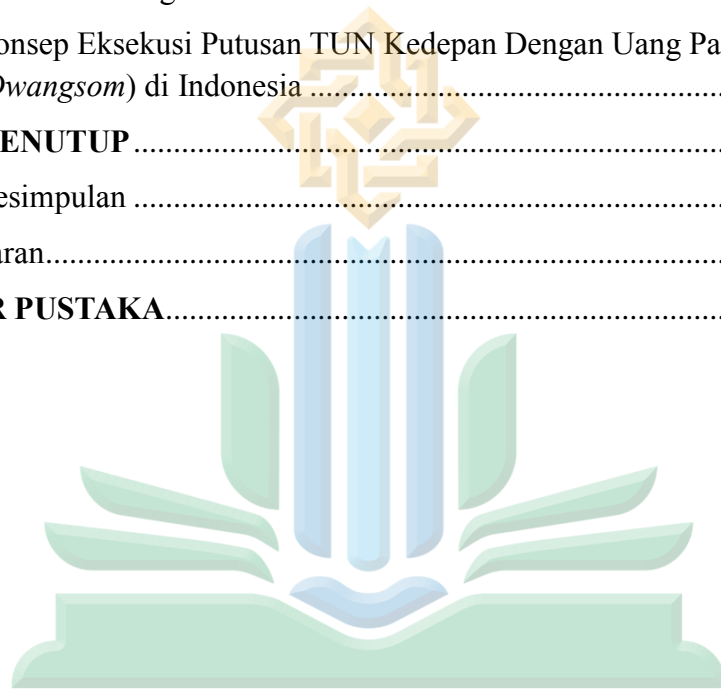 onsep Eksekusi Putusan TUN Kedepan Dengan Uang Pa
Dwangsom) di Indonesia ........................................................
ENUTUP ...............................................................................
esimpulan ...............................................................................
aran..........................................................................................
R PUSTAKA.........................................................................